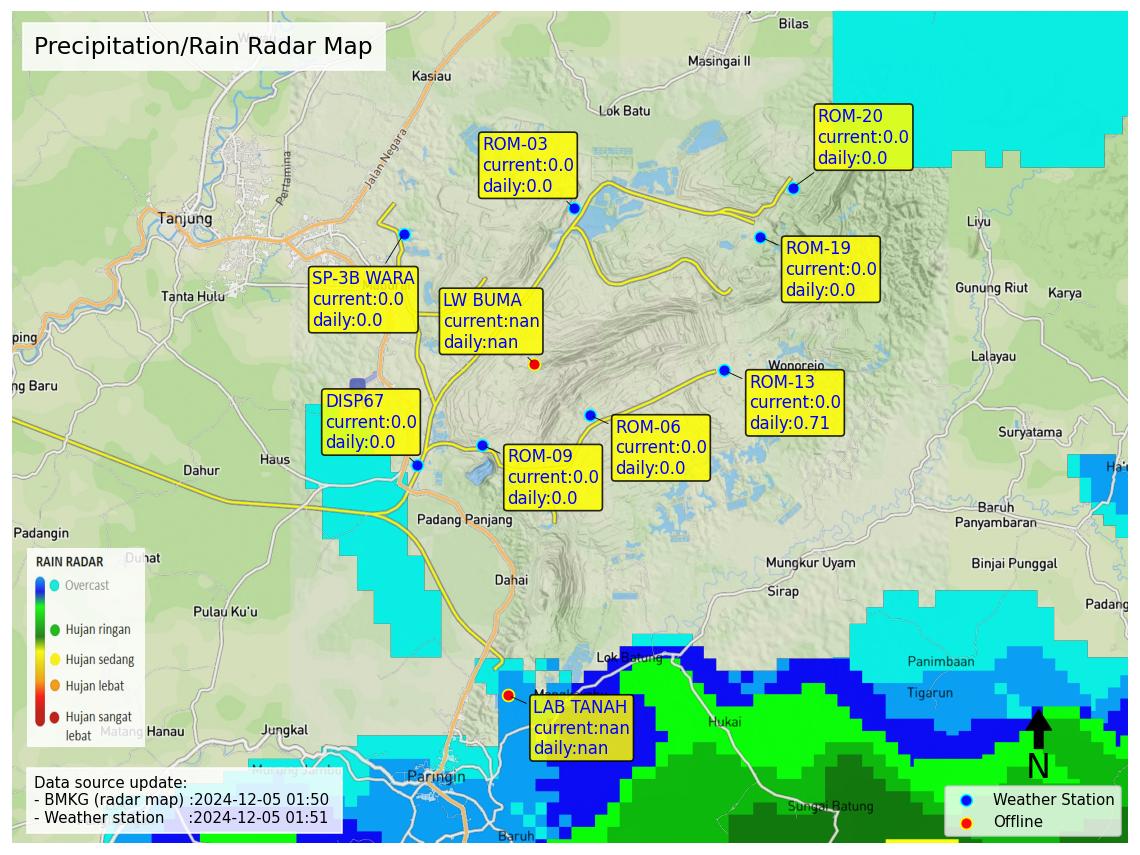 Precipitation/Rain Radar Map
Bilas
Masingai II
Kasiau
Lok Batu
Jalan Negara
Pertamina
Tanjung
ROM-20
current:0.0
daily:0.0
ROM-03
current:0.0
daily:0.0
ROM-19
current:0.0
daily:0.0
Liyu
SP-3B WARA
current:0.0
daily:0.0
LW BUMA
current:nan
daily:nan
Tanta Hulu
Gunung Riut
Karya
ping
Lalayau
Wonorejo
ng Baru
ROM-13
current:0.0
daily:0.71
DISP67
current:0.0
daily:0.0
ROM-06
current:0.0
daily:0.0
Suryatama
ROM-09
current:0.0
daily:0.0
Haus
Dahur
Baruh
Panyambaran
Padang Panjang
Padangin
Duhat
Mungkur Uyam
Binjai Punggal
Sirap
Dahai
Padang
Pulau Ku'u
RAIN RADAR
Overcast
Hujan ringan
Hujan sedang
Hujan lebat
Hujan sangat
lebat
Lok Batung
Panimbaan
Tigarun
LAB TANAH
current:nan
daily:nan
Hukai
Matang Hanau
Jungkal
Murung Jambu
Paringin
Sungai Batung
Baruh
N
Data source update:
- BMKG (radar map) :2024-12-05 01:50
- Weather station :2024-12-05 01:51
Weather Station
Offline